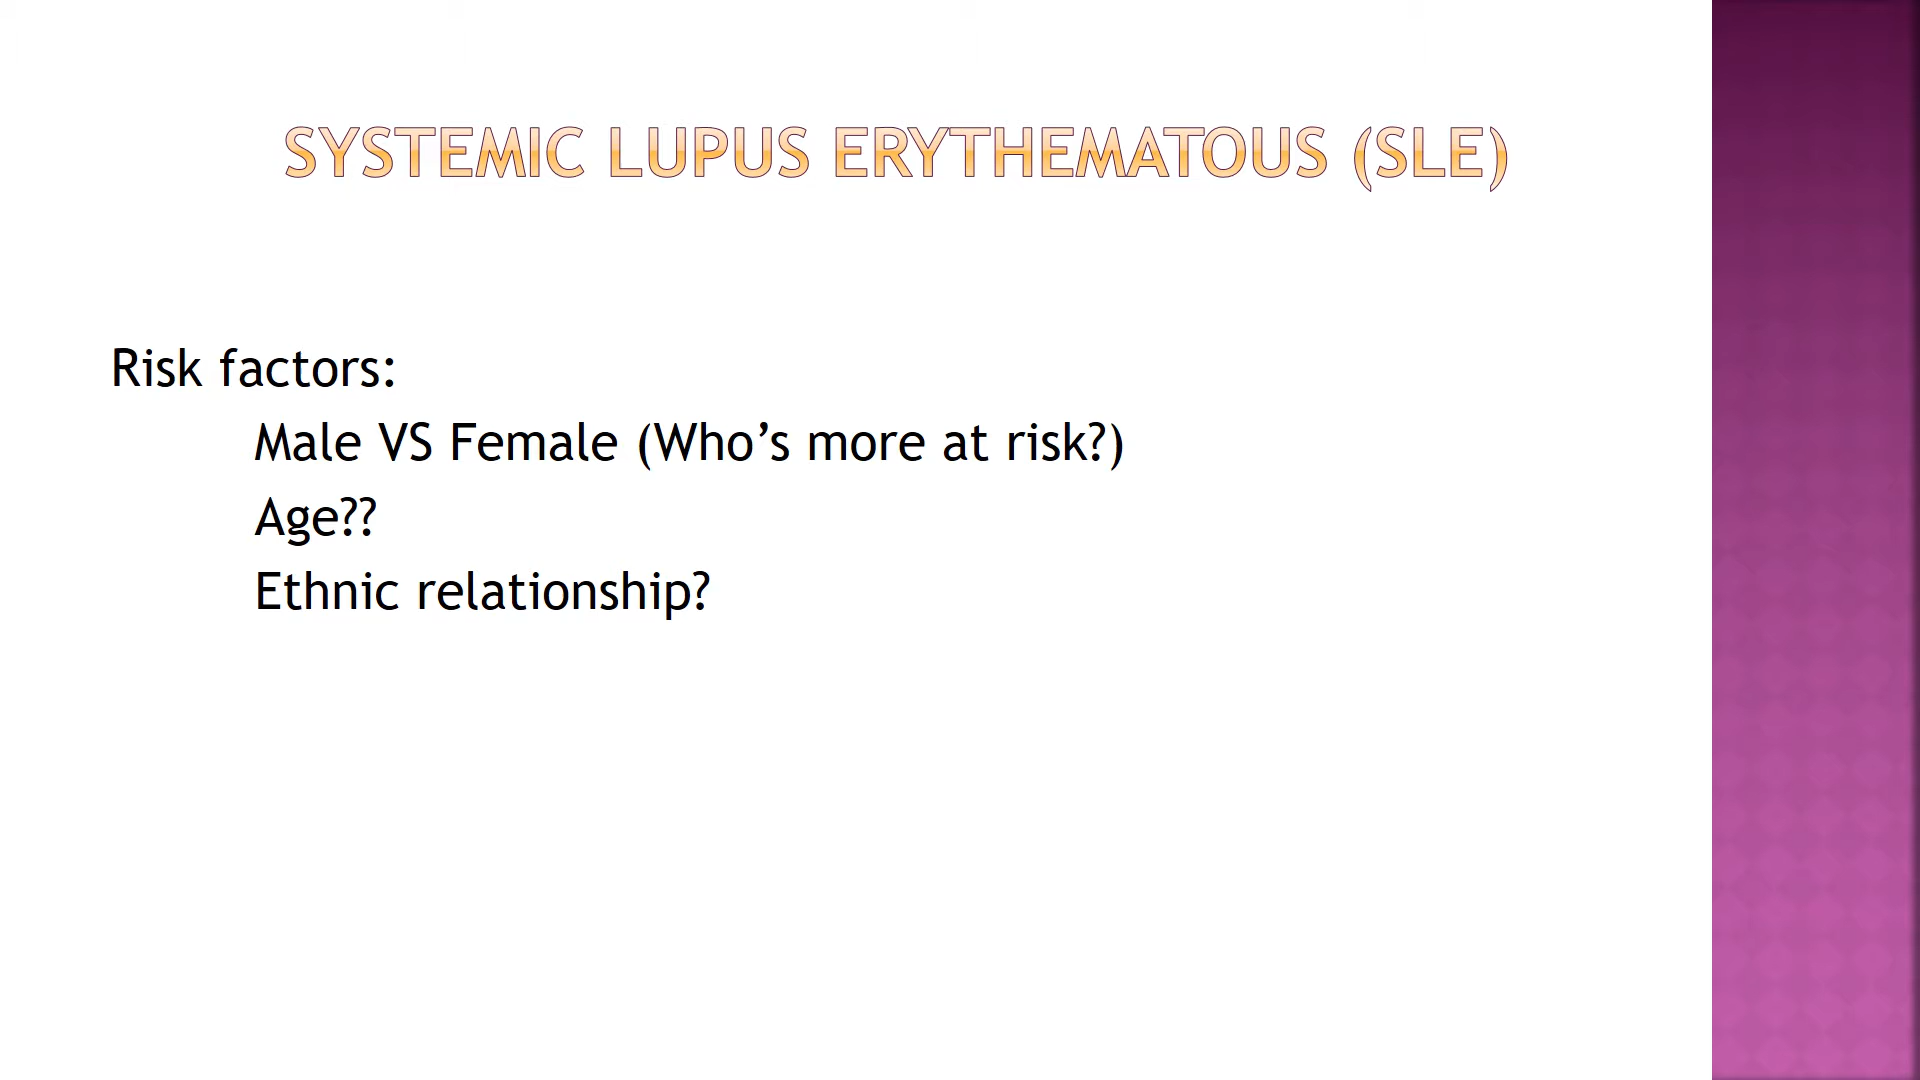 SYSTEMIC LUPUS ERYTHEMATOUS (SLE)
Risk factors:
Male VS Female (Who’s more at risk?)
Age??
Ethnic relationship?